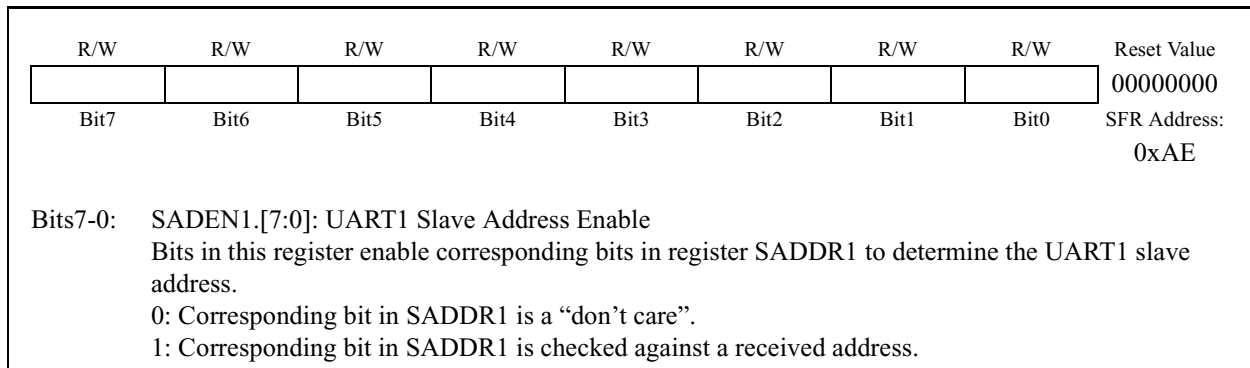 R/W R/W R/W R/W R/W R/W R/W R/W Reset Value
00000000
Bit7 Bit6 Bit5 Bit4 Bit3 Bit2 Bit1 Bit0 SFR Address:
0xAE
Bits7-0: SADEN1.[7:0]: UART1 Slave Address Enable
Bits in this register enable corresponding bits in register SADDR1 to determine the UART1 slave
address.
0: Corresponding bit in SADDR1 is a “don’t care”.
1: Corresponding bit in SADDR1 is checked against a received address.